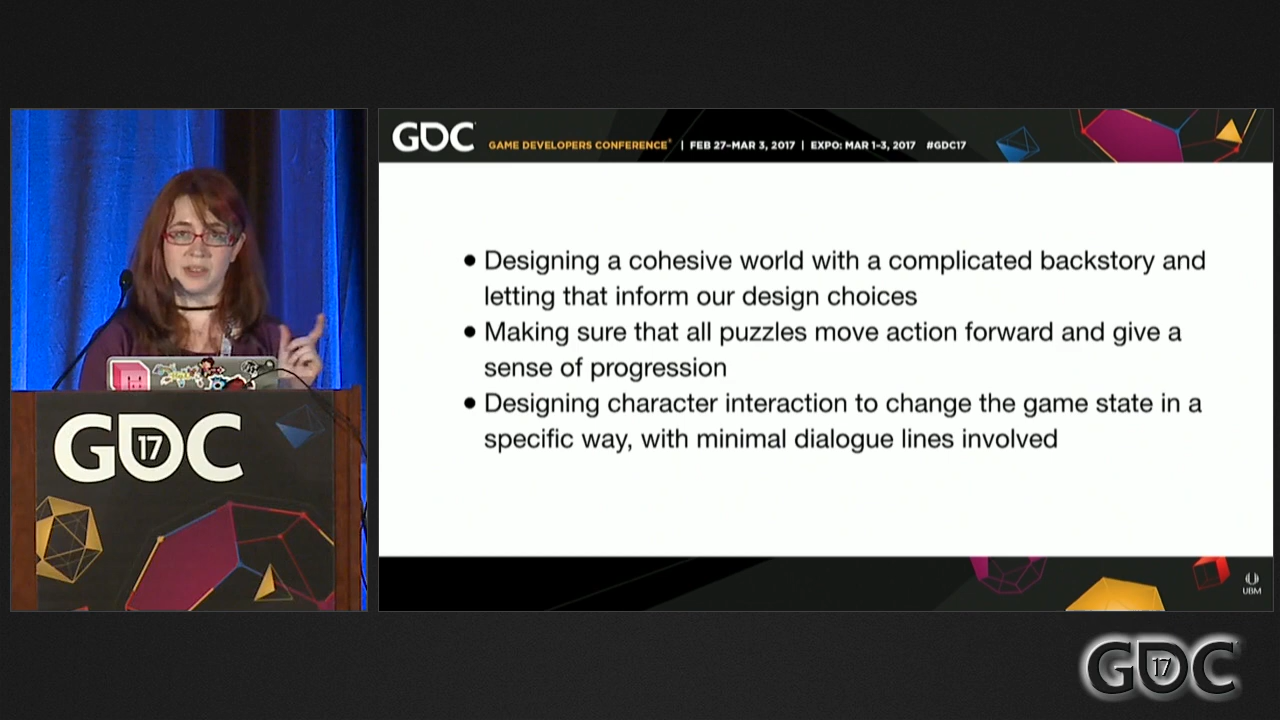 GDC
GAME DEVELOPERS CONFERENCE® | FEB 27–MAR 3, 2017 | EXPO: MAR 1–3, 2017 #GDC17
● Designing a cohesive world with a complicated backstory and
letting that inform our design choices
● Making sure that all puzzles move action forward and give a
sense of progression
● Designing character interaction to change the game state in a
specific way, with minimal dialogue lines involved
GDC
17
UBM
GDC
17